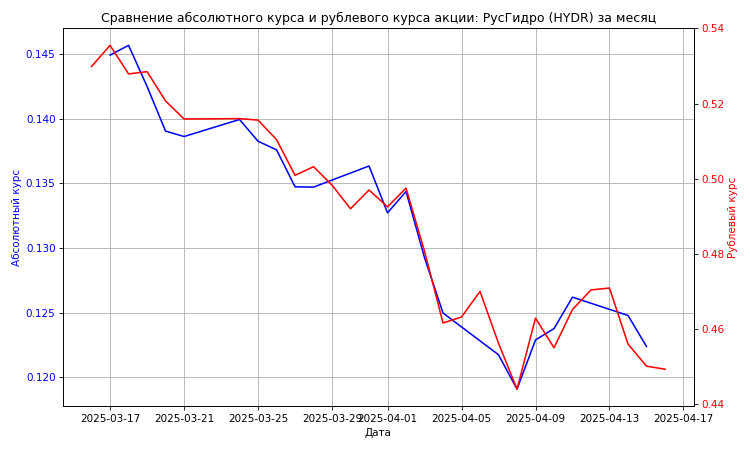 Сравнение абсолютного курса и рублевого курса акции: РусГидро (HYDR) за месяц
0.54
0.145
0.52
0.140
0.50
0.135
0.48
0.130
0.46
0.125
0.44
0.120
Абсолютный курс
Рублевый курс
2025-03-17 2025-03-21 2025-03-25 2025-03-29 2025-04-01 2025-04-05 2025-04-09 2025-04-13 2025-04-17
Дата